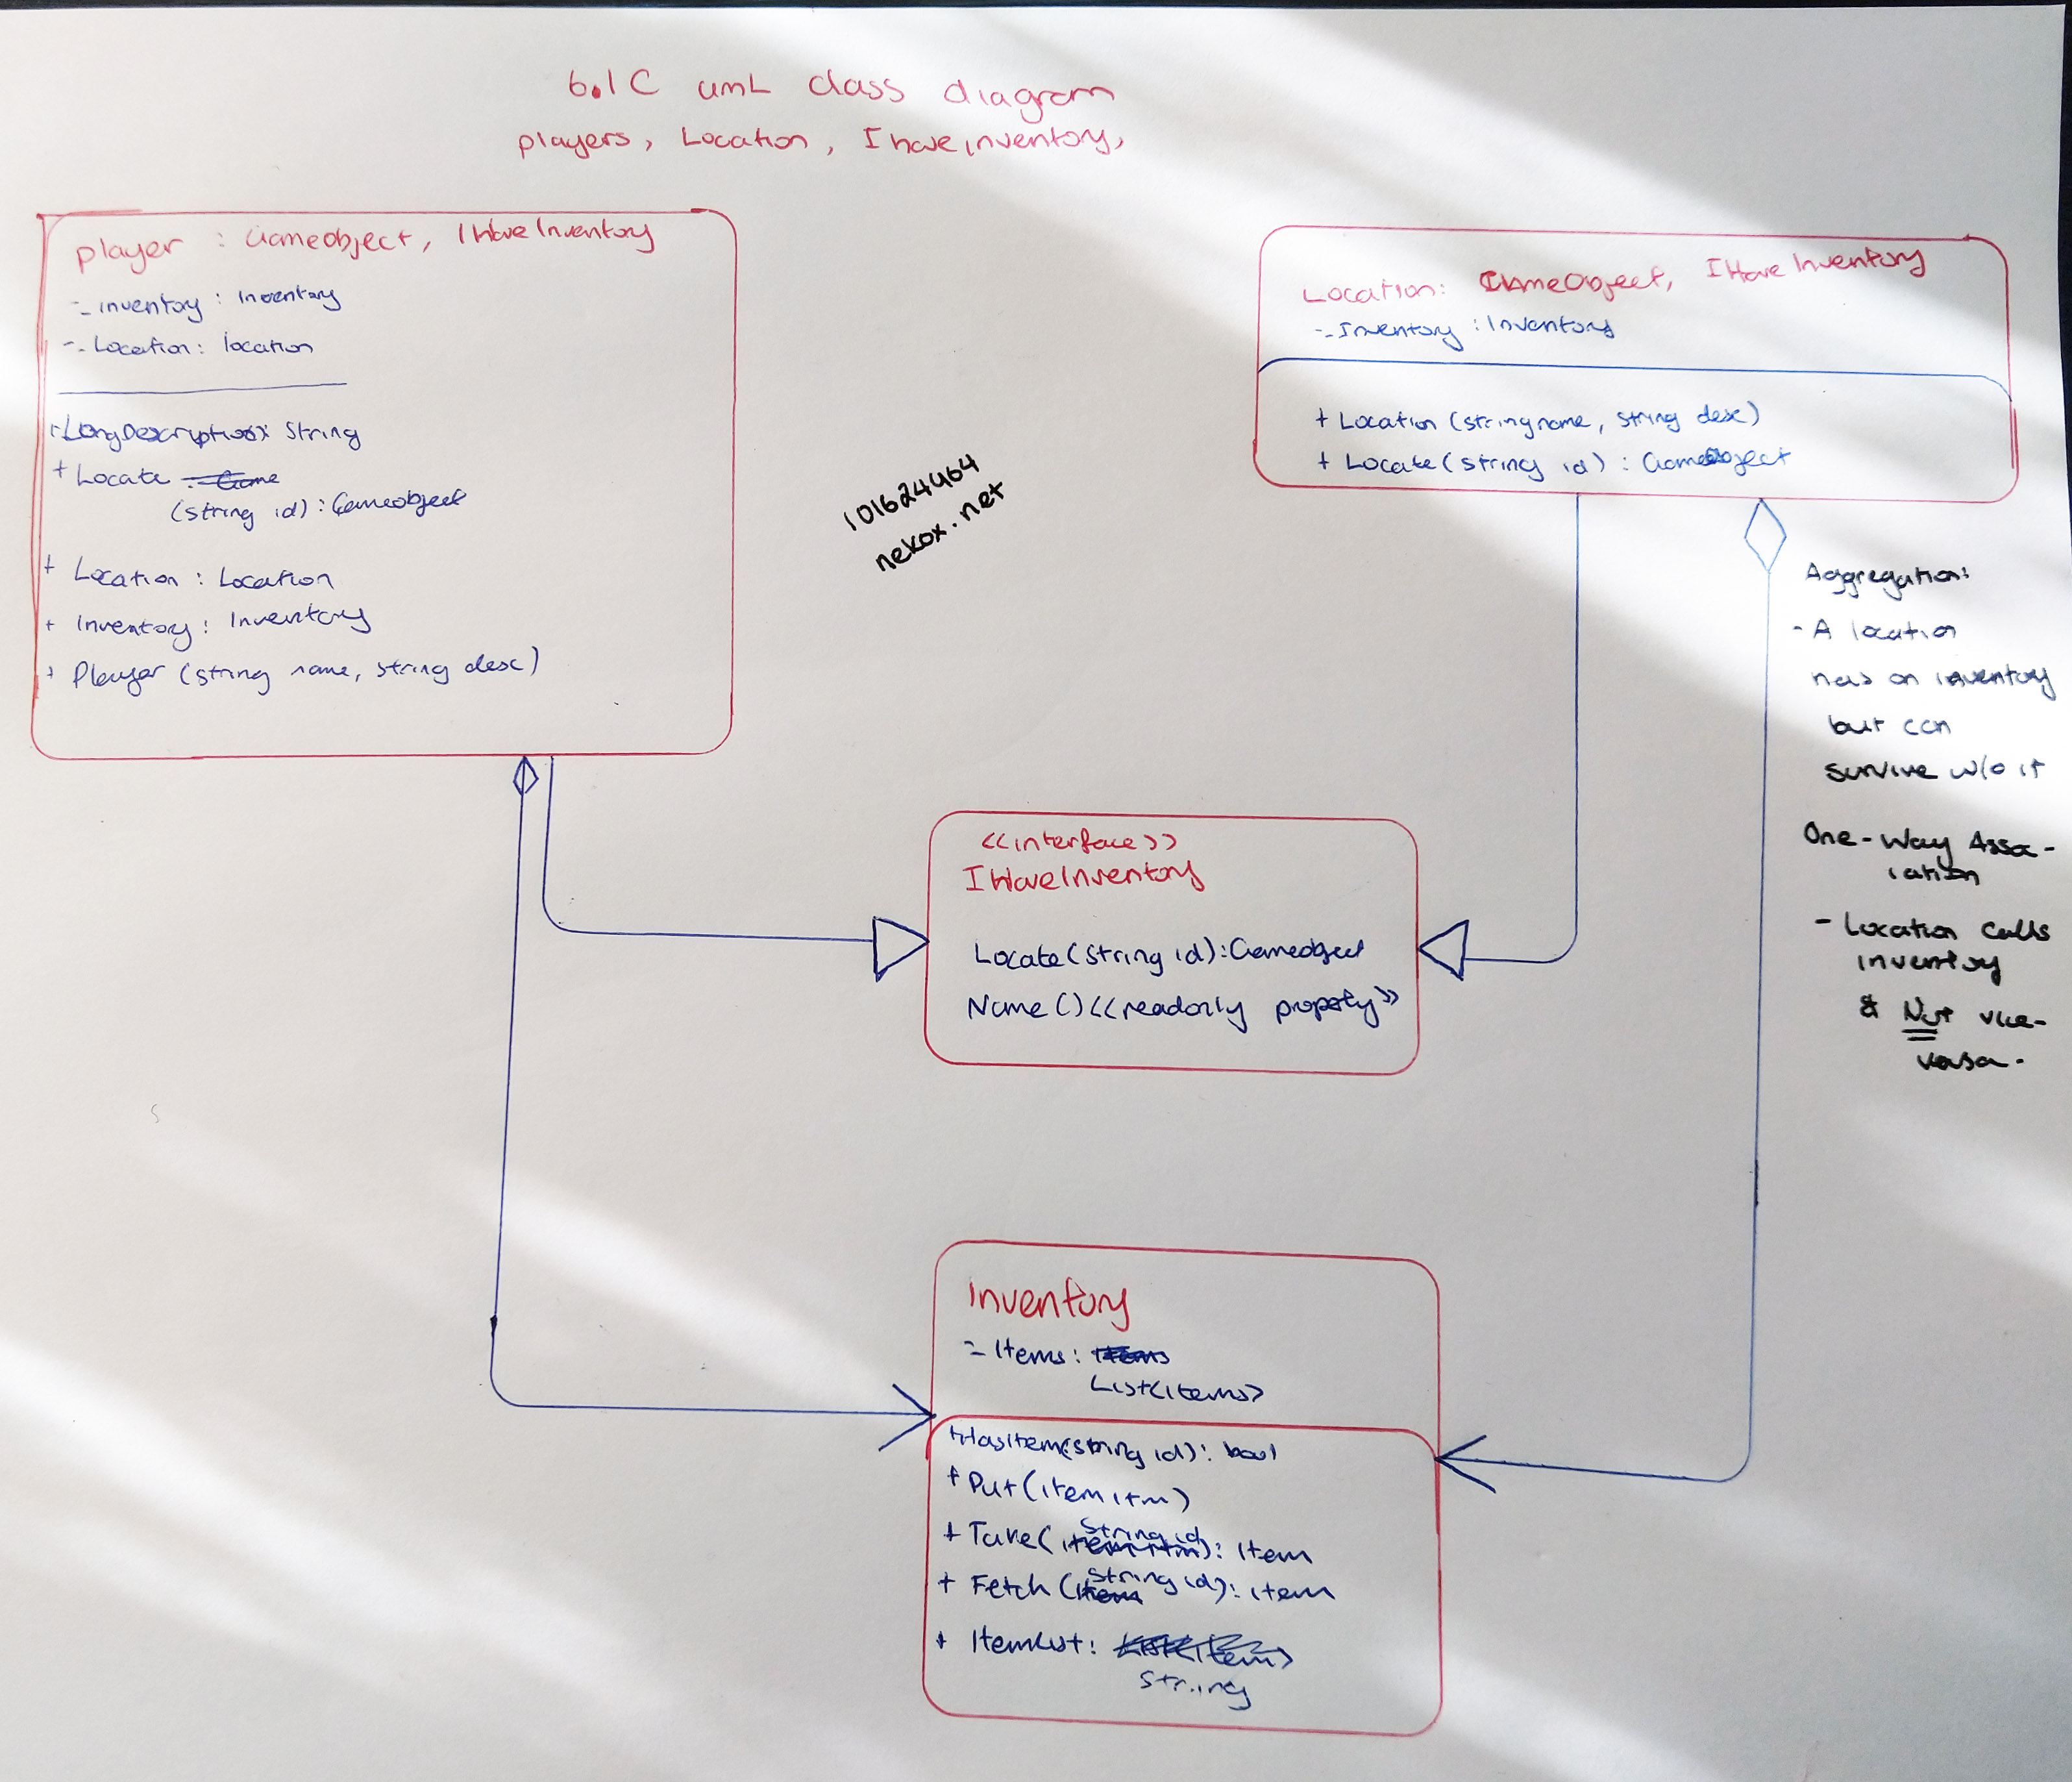 6.1C UML class diagram
players, Location, I have inventory,
player : Gameobject, IHaveInventory
-_inventory : Inventory
-_Location : location
+LongDescription: String
+ Locate
(string id) : Gameobject
+ Location : Location
+ Inventory : Inventory
+ Player (string name, string desc)
101624464
nekox.net
Location: GameObject, IHaveInventory
-_Inventory : Inventory
+ Location (string name, string desc)
+ Locate (string id) : GameObject
Aggregation:
- A location
has an inventory
but can
survive w/o it
One-Way Assoc-
iation
- Location calls
inventory
& Not vice-
versa.
<<interface>>
IHaveInventory
Locate(String id):Gameobject
Name()<<readonly property>>
Inventory
-_Items:
List<items>
+HasItem(string id): bool
+ Put(item itm)
+ Take(String id): Item
+ Fetch(String id): item
+ ItemList:
String